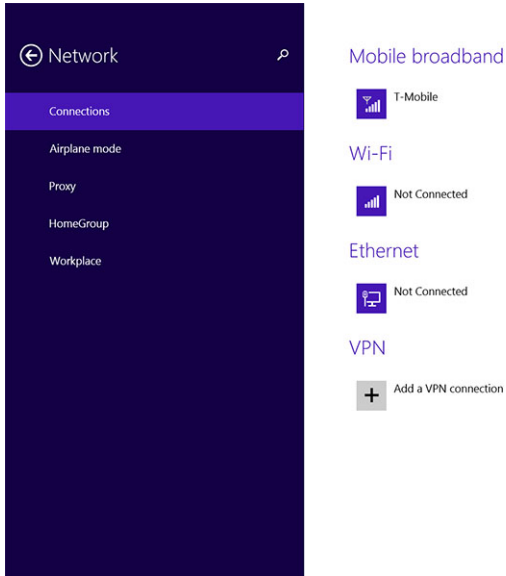 Network
Connections
Airplane mode
Proxy
HomeGroup
Workplace
Mobile broadband
T-Mobile
Wi-Fi
Not Connected
Ethernet
Not Connected
VPN
Add a VPN connection